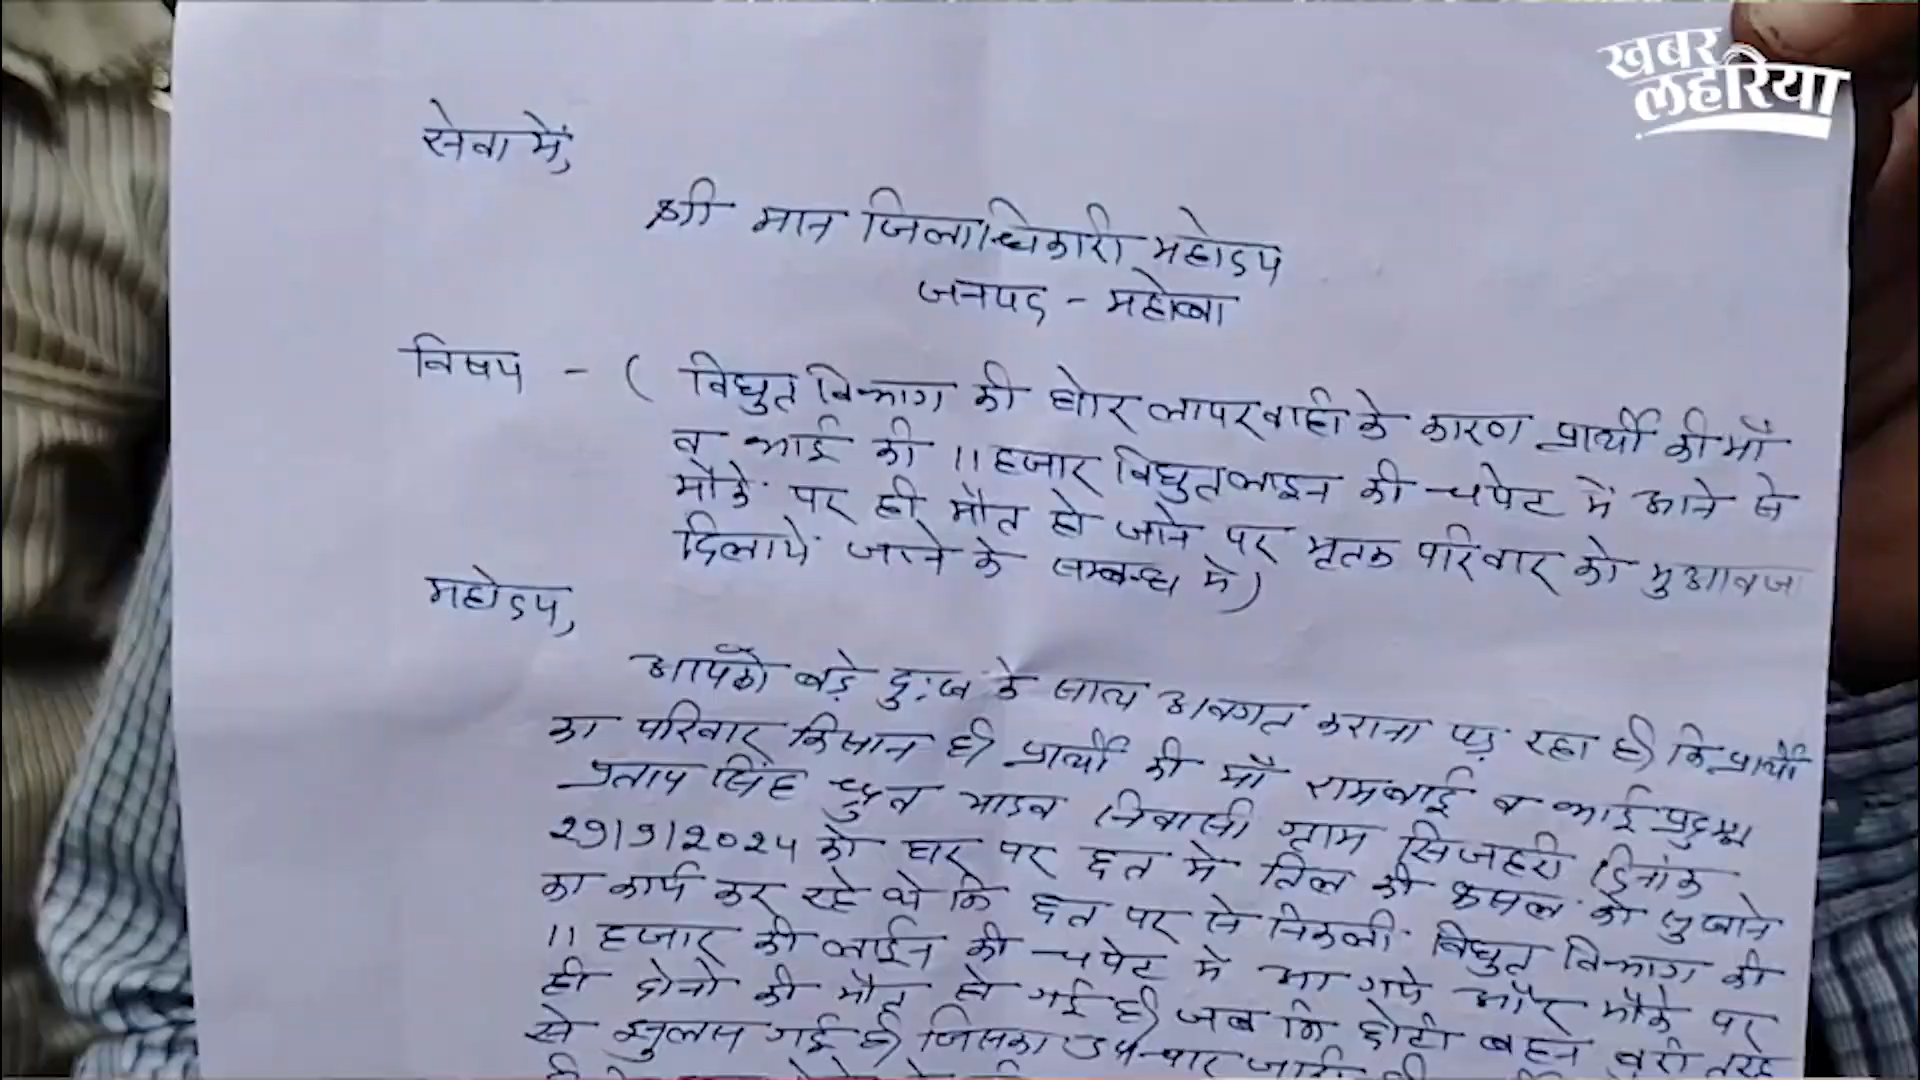 खबर
लहरिया
सेवा में,
श्री मान जिलाधिकारी महोदय
जनपद - महोबा
विषय - ( विधुत विभाग की घोर लापरवाही के कारण प्रार्थी की माँ
व भाई की 11 हजार विधुतलाइन की चपेट में आने से
मौके पर ही मौत हो जाने पर मृतक परिवार को मुआवज
दिलाये जाने के सम्बन्ध मे)
महोदय,
आपको बड़े दुःख के साथ अवगत कराना पड़ रहा है कि प्रार्थी
का परिवार किसान है प्रार्थी की माँ रामबाई व भाई
प्रताप सिंह यादव निवासी ग्राम सिजहरी दिनांक
29/9/2024 को घर पर छत मे तिल की फसल को सुखाने
का कार्य कर रहे थे कि छत पर से निकली विधुत विभाग की
11 हजार की लाईन की चपेट मे आ गये और मौके पर
ही दोनो की मौत हो गई है जब कि छोटी बहन बुरी तरह
से झुलस गई है जिसका उपचार